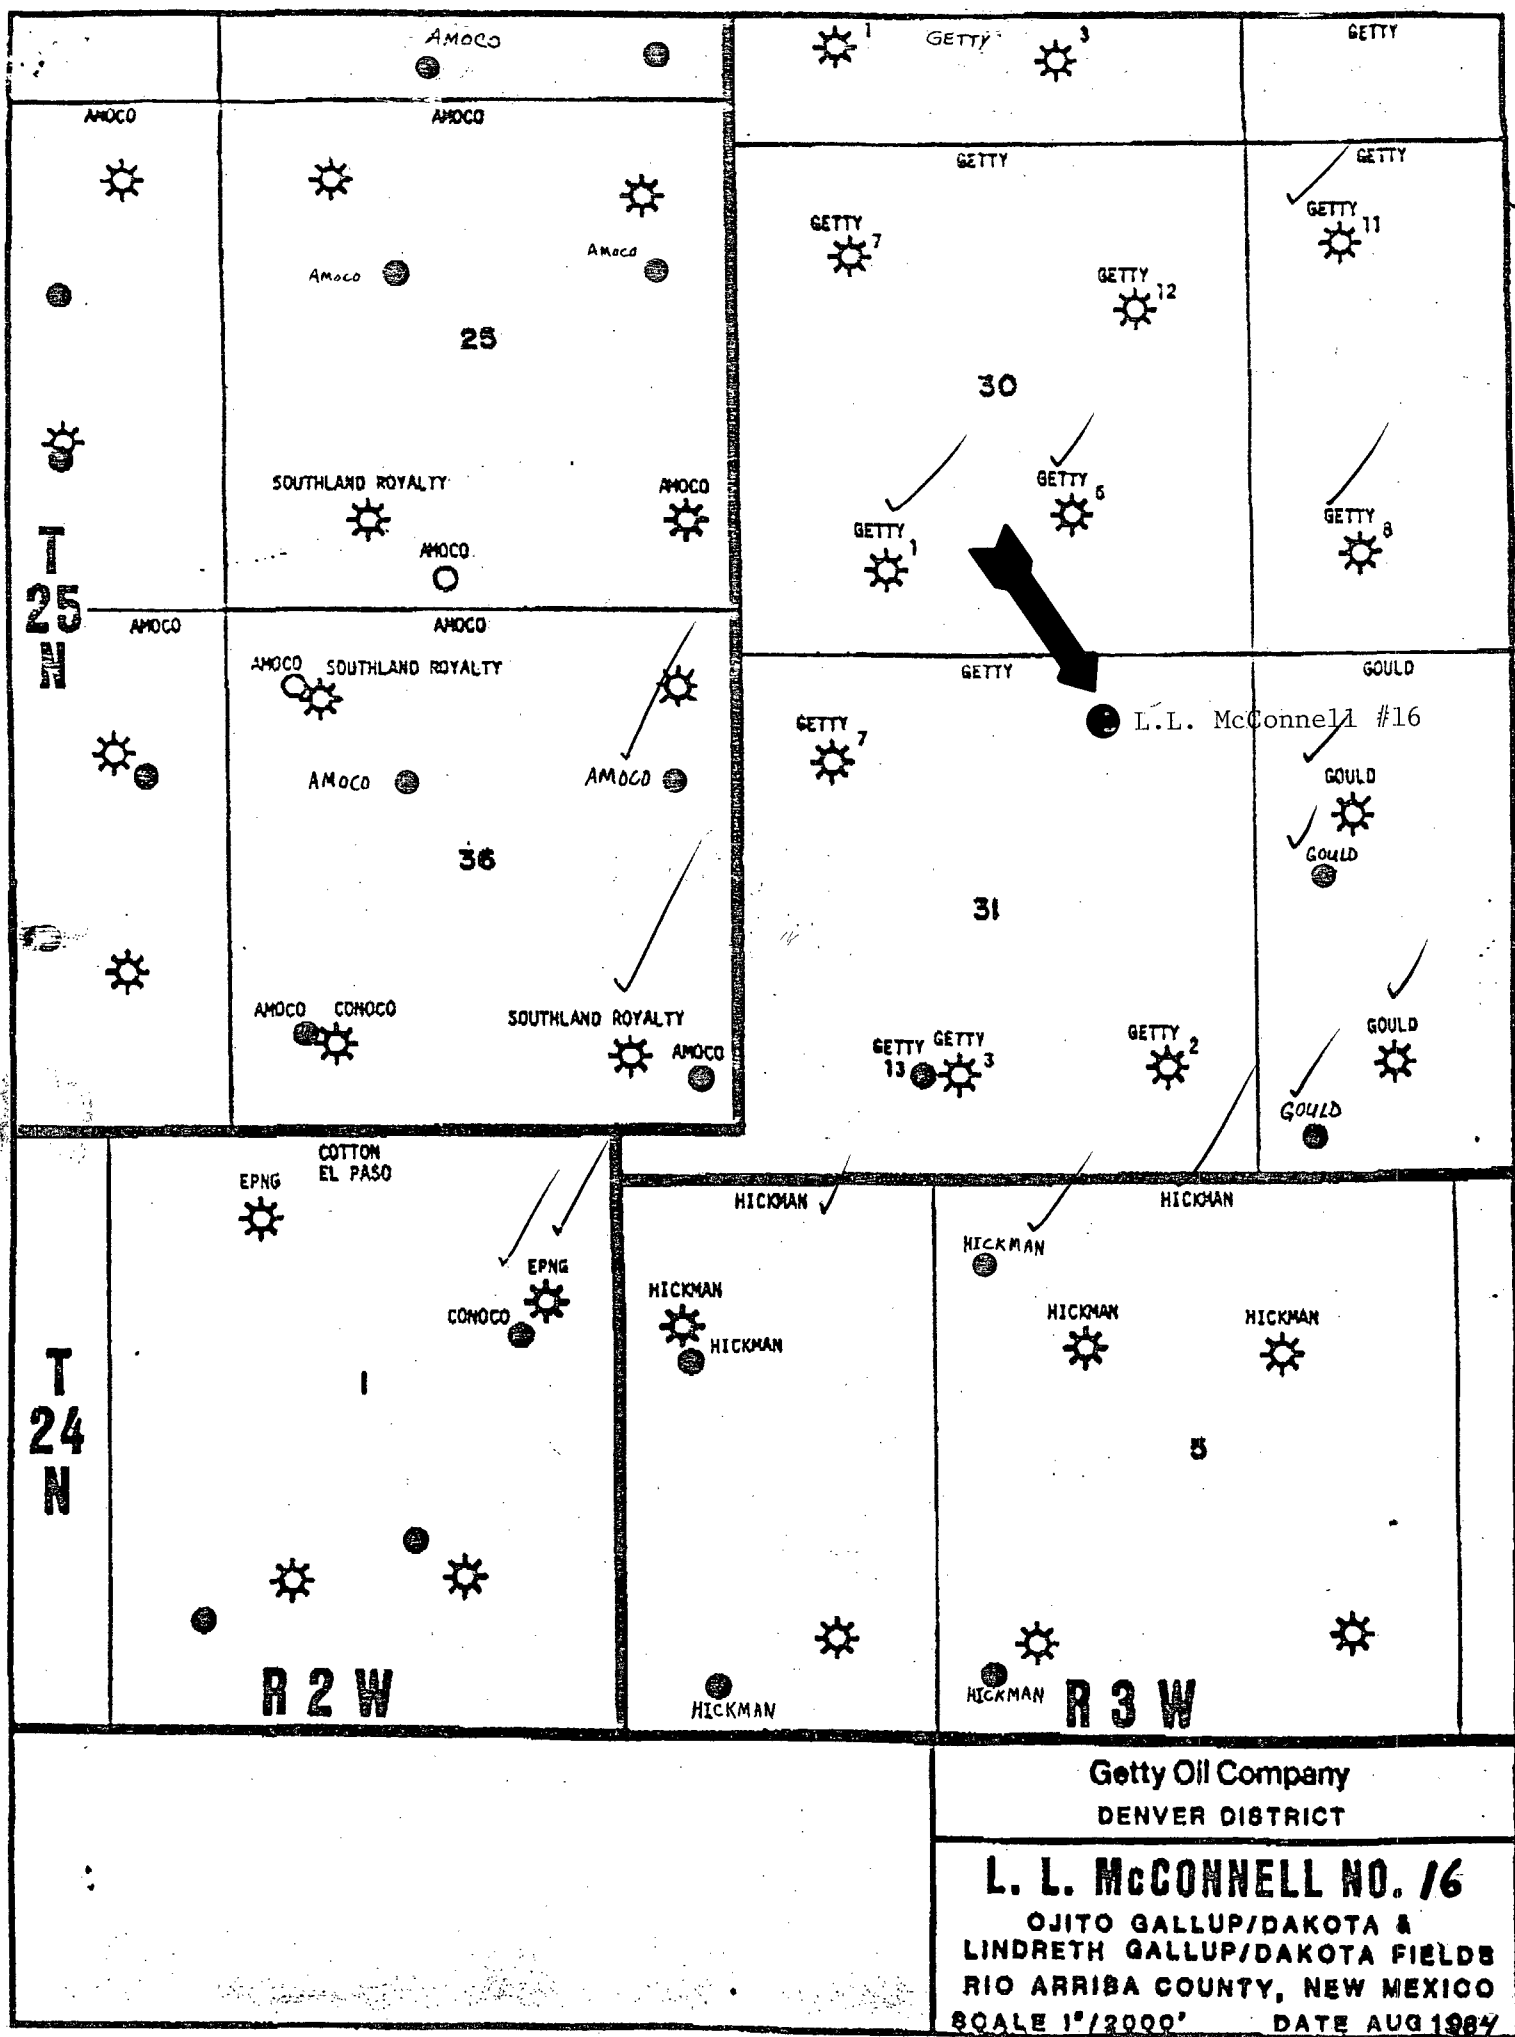 AMOCO
1
GETTY
3
GETTY
AMOCO
AMOCO
GETTY
GETTY
GETTY
7
GETTY
11
AMOCO
AMOCO
GETTY
12
25
30
SOUTHLAND ROYALTY
AMOCO
GETTY
GETTY
1
GETTY
8
AMOCO
T
25
N
AMOCO
AMOCO
AMOCO
SOUTHLAND ROYALTY
GETTY
GOULD
L.L. McConnell #16
GETTY
7
AMOCO
AMOCO
GOULD
GOULD
36
31
AMOCO
CONOCO
SOUTHLAND ROYALTY
AMOCO
GETTY
13
GETTY
3
GETTY
2
GOULD
GOULD
COTTON
EL PASO
EPNG
HICKMAN
HICKMAN
EPNG
CONOCO
HICKMAN
HICKMAN
HICKMAN
HICKMAN
HICKMAN
1
5
T
24
N
R 2 W
HICKMAN
HICKMAN
R 3 W
Getty Oil Company
DENVER DISTRICT
L. L. McCONNELL NO. 16
OJITO GALLUP/DAKOTA &
LINDRETH GALLUP/DAKOTA FIELDS
RIO ARRIBA COUNTY, NEW MEXICO
SCALE 1"/2000' DATE AUG 1984